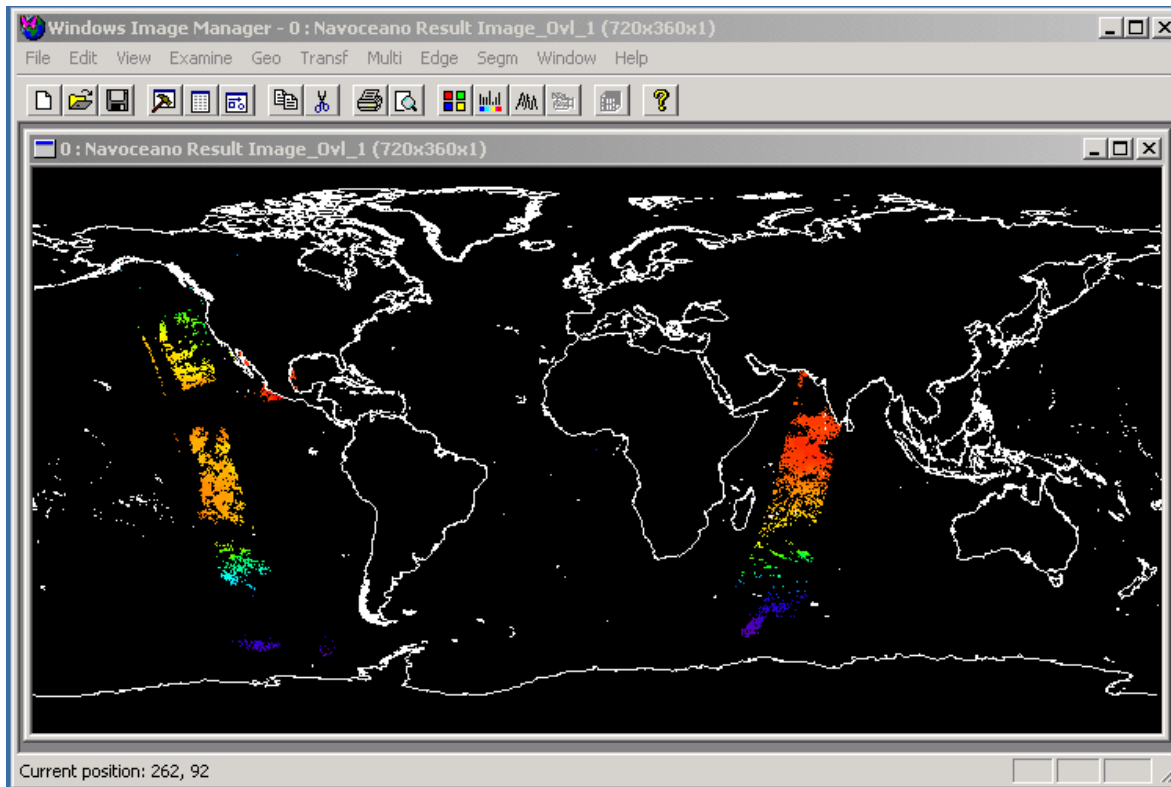 Windows Image Manager - 0 : Navoceano Result Image_Ovl_1 (720x360x1)
File Edit View Examine Geo Transf Multi Edge Segm Window Help
0 : Navoceano Result Image_Ovl_1 (720x360x1)
Current position: 262, 92